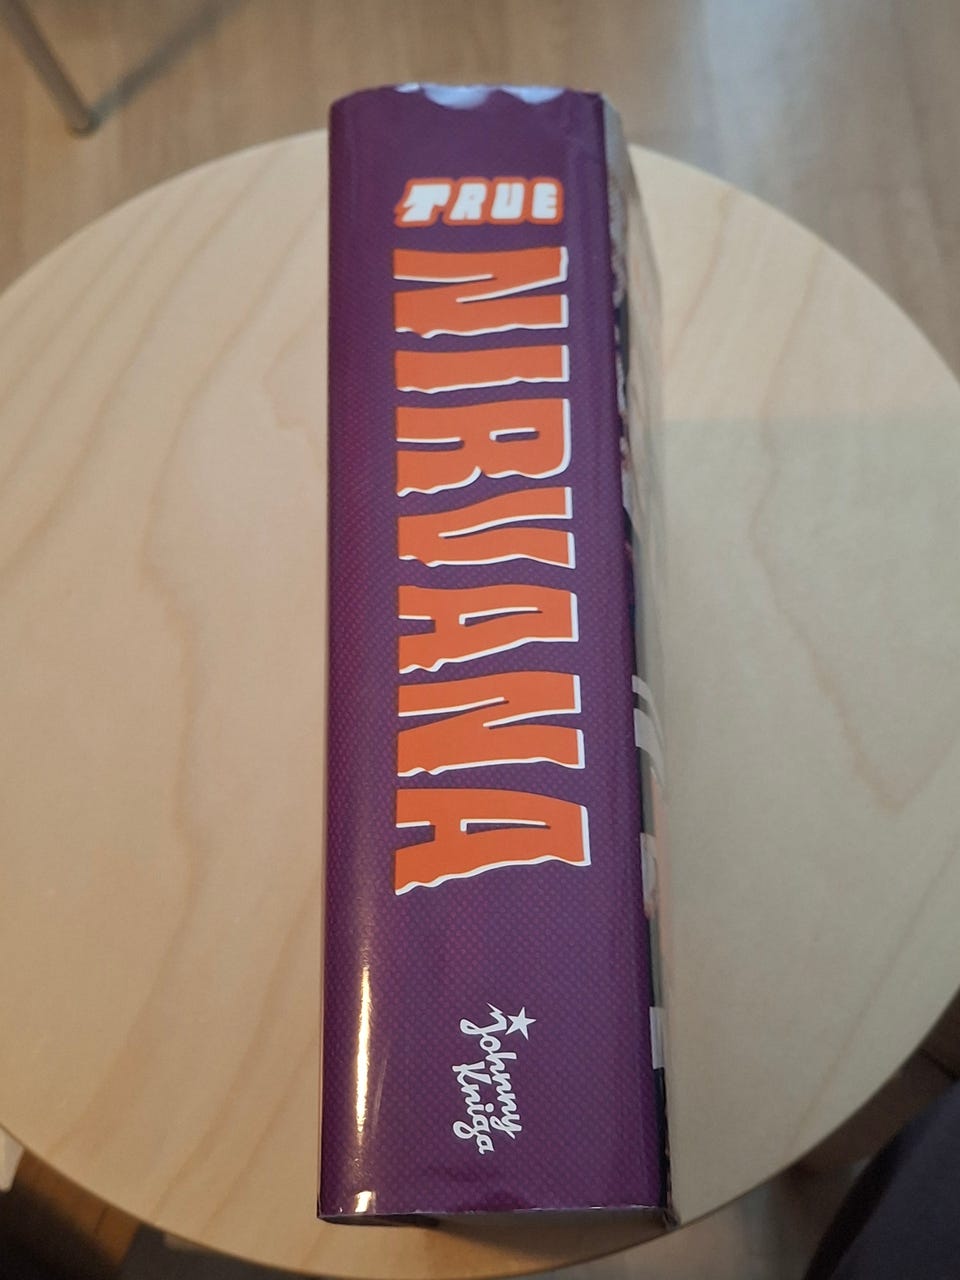 TRUE
NIRVANA
Johnny
Kniga